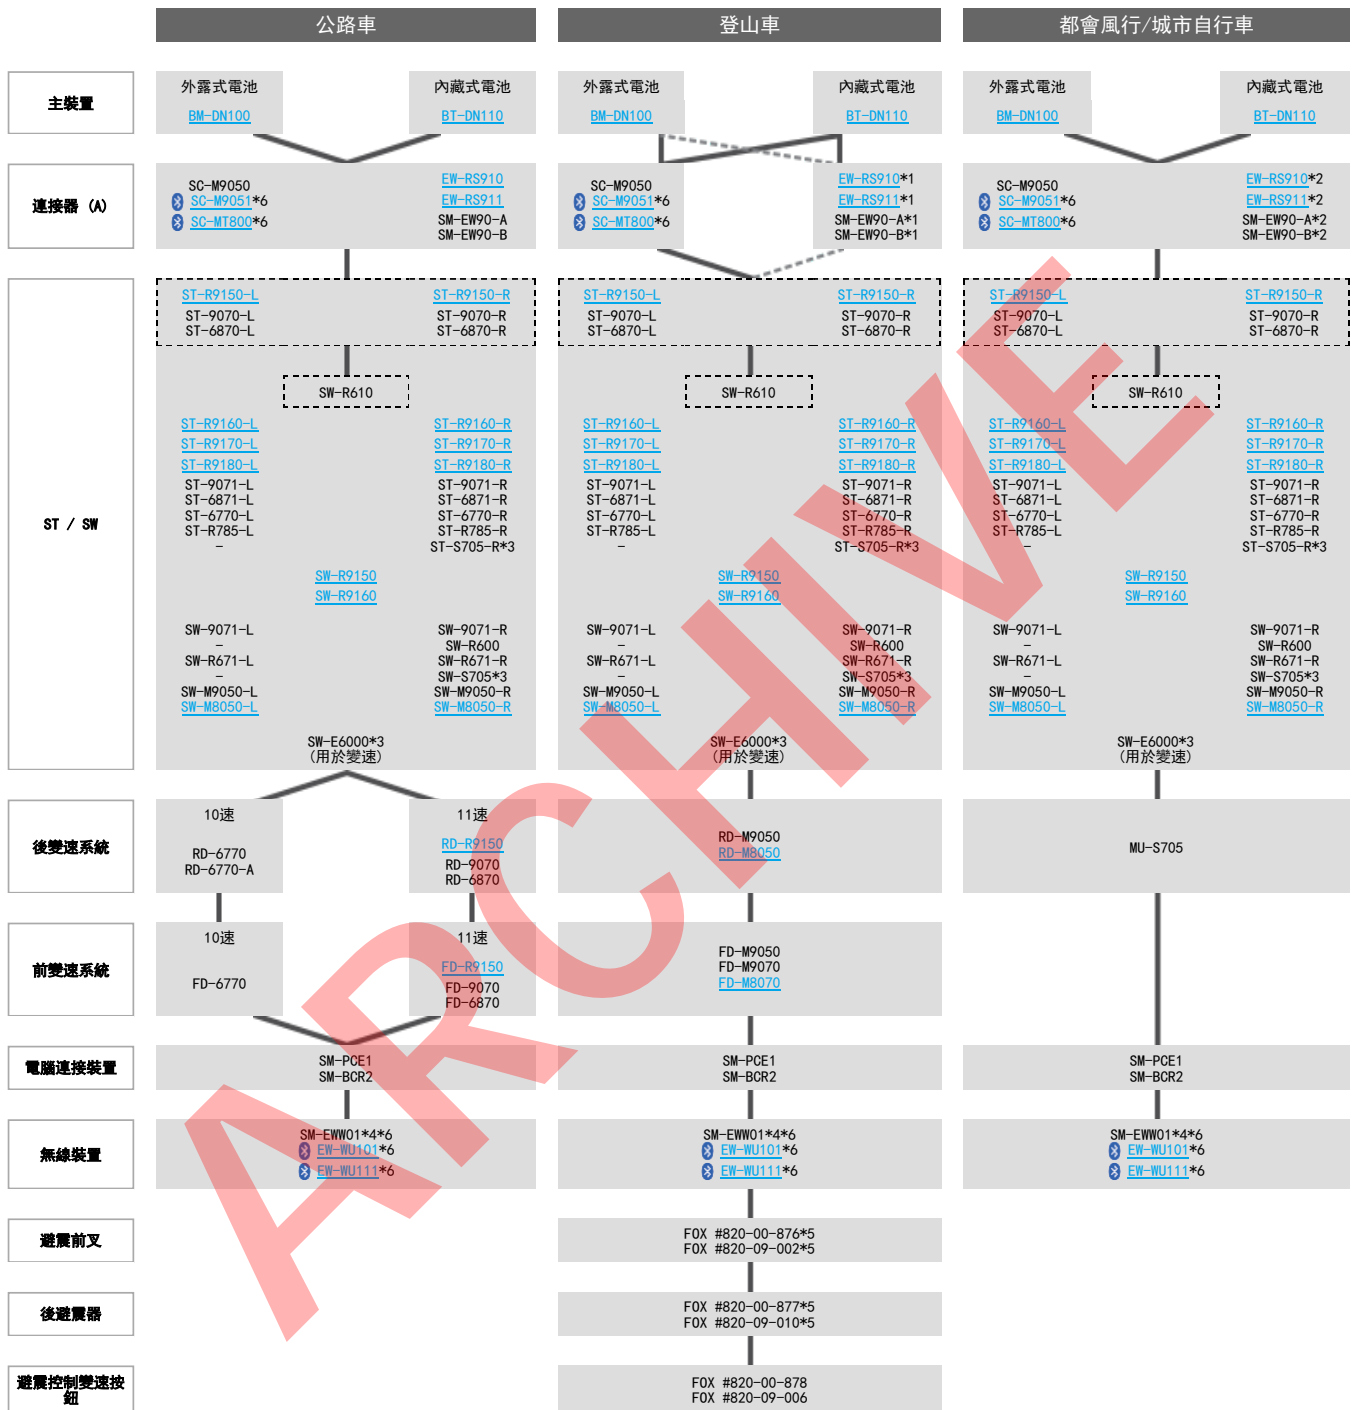 公路車
登山車
都會風行/城市自行車
主裝置
外露式電池
BM-DN100
內藏式電池
BT-DN110
外露式電池
BM-DN100
內藏式電池
BT-DN110
外露式電池
BM-DN100
內藏式電池
BT-DN110
連接器 (A)
SC-M9050
SC-M9051*6
SC-MT800*6
EW-RS910
EW-RS911
SM-EW90-A
SM-EW90-B
SC-M9050
SC-M9051*6
SC-MT800*6
EW-RS910*1
EW-RS911*1
SM-EW90-A*1
SM-EW90-B*1
SC-M9050
SC-M9051*6
SC-MT800*6
EW-RS910*2
EW-RS911*2
SM-EW90-A*2
SM-EW90-B*2
ST / SW
ST-R9150-L
ST-9070-L
ST-6870-L
ST-R9150-R
ST-9070-R
ST-6870-R
SW-R610
ST-R9160-L
ST-R9170-L
ST-R9180-L
ST-9071-L
ST-6871-L
ST-6770-L
ST-R785-L
-
ST-R9160-R
ST-R9170-R
ST-R9180-R
ST-9071-R
ST-6871-R
ST-6770-R
ST-R785-R
ST-S705-R*3
SW-R9150
SW-R9160
SW-9071-L
-
SW-R671-L
-
SW-M9050-L
SW-M8050-L
SW-9071-R
SW-R600
SW-R671-R
SW-S705*3
SW-M9050-R
SW-M8050-R
SW-E6000*3
(用於變速)
ST-R9150-L
ST-9070-L
ST-6870-L
ST-R9150-R
ST-9070-R
ST-6870-R
SW-R610
ST-R9160-L
ST-R9170-L
ST-R9180-L
ST-9071-L
ST-6871-L
ST-6770-L
ST-R785-L
-
ST-R9160-R
ST-R9170-R
ST-R9180-R
ST-9071-R
ST-6871-R
ST-6770-R
ST-R785-R
ST-S705-R*3
SW-R9150
SW-R9160
SW-9071-L
-
SW-R671-L
-
SW-M9050-L
SW-M8050-L
SW-9071-R
SW-R600
SW-R671-R
SW-S705*3
SW-M9050-R
SW-M8050-R
SW-E6000*3
(用於變速)
ST-R9150-L
ST-9070-L
ST-6870-L
ST-R9150-R
ST-9070-R
ST-6870-R
SW-R610
ST-R9160-L
ST-R9170-L
ST-R9180-L
ST-9071-L
ST-6871-L
ST-6770-L
ST-R785-L
-
ST-R9160-R
ST-R9170-R
ST-R9180-R
ST-9071-R
ST-6871-R
ST-6770-R
ST-R785-R
ST-S705-R*3
SW-R9150
SW-R9160
SW-9071-L
-
SW-R671-L
-
SW-M9050-L
SW-M8050-L
SW-9071-R
SW-R600
SW-R671-R
SW-S705*3
SW-M9050-R
SW-M8050-R
SW-E6000*3
(用於變速)
後變速系統
10速
RD-6770
RD-6770-A
11速
RD-R9150
RD-9070
RD-6870
RD-M9050
RD-M8050
MU-S705
前變速系統
10速
FD-6770
11速
FD-R9150
FD-9070
FD-6870
FD-M9050
FD-M9070
FD-M8070
電腦連接裝置
SM-PCE1
SM-BCR2
SM-PCE1
SM-BCR2
SM-PCE1
SM-BCR2
無線裝置
SM-EWW01*4*6
EW-WU101*6
EW-WU111*6
SM-EWW01*4*6
EW-WU101*6
EW-WU111*6
SM-EWW01*4*6
EW-WU101*6
EW-WU111*6
避震前叉
FOX #820-00-876*5
FOX #820-09-002*5
後避震器
FOX #820-00-877*5
FOX #820-09-010*5
避震控制變速按
鈕
FOX #820-00-878
FOX #820-09-006
ARCHIVE